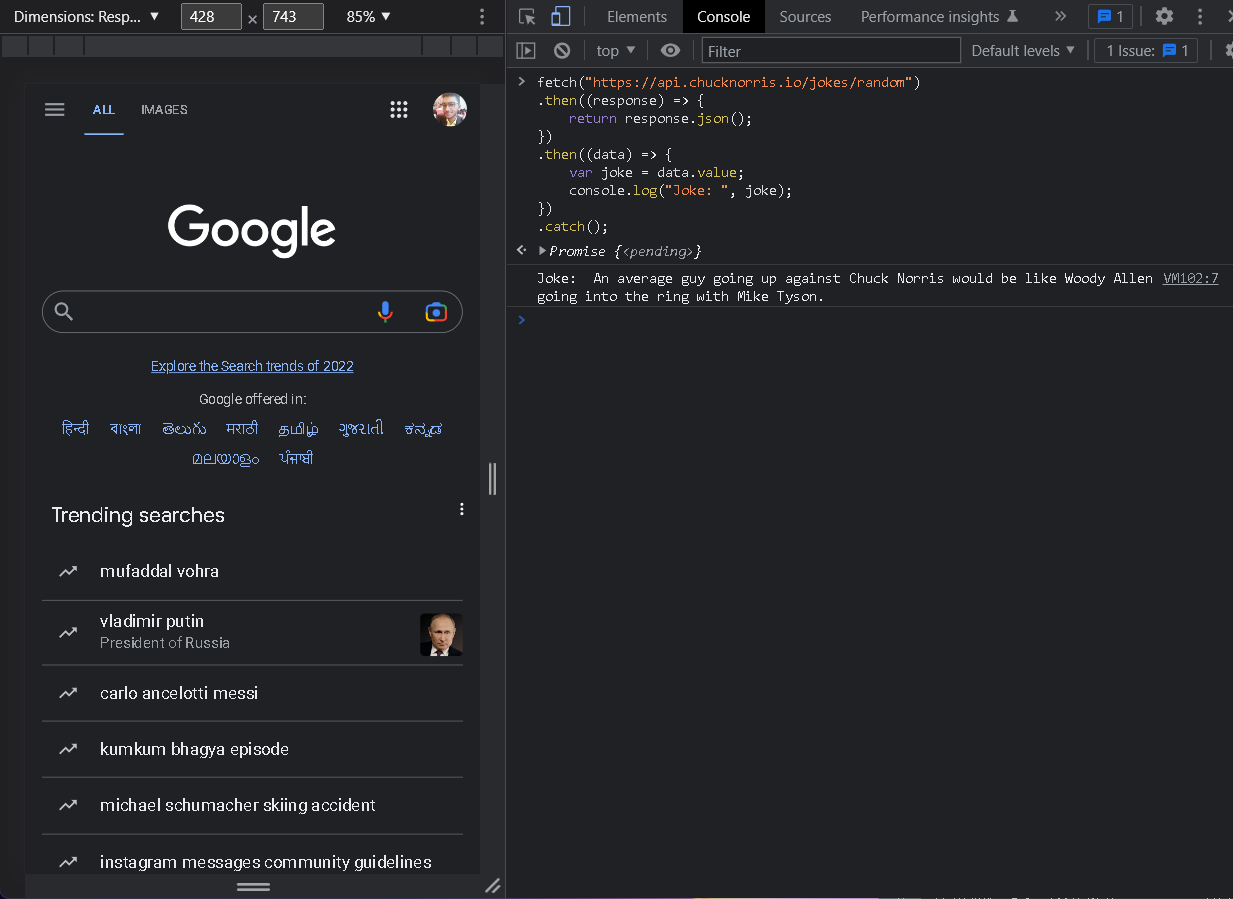 Dimensions: Resp... ▼ 428 × 743 85% ▼
ALL IMAGES
Google
Explore the Search trends of 2022
Google offered in:
हिन्दी বাংলা తెలుగు मराठी தமிழ் ગુજરાતી ಕನ್ನಡ
മലയാളം ਪੰਜਾਬੀ
Trending searches
mufaddal vohra
vladimir putin
President of Russia
carlo ancelotti messi
kumkum bhagya episode
michael schumacher skiing accident
instagram messages community guidelines
Elements Console Sources Performance insights 1
top ▼ Filter Default levels ▼ 1 Issue: 1
fetch("https://api.chucknorris.io/jokes/random")
.then((response) => {
return response.json();
})
.then((data) => {
var joke = data.value;
console.log("Joke: ", joke);
})
.catch();
Promise {<pending>}
Joke:  An average guy going up against Chuck Norris would be like Woody Allen VM102:7
going into the ring with Mike Tyson.